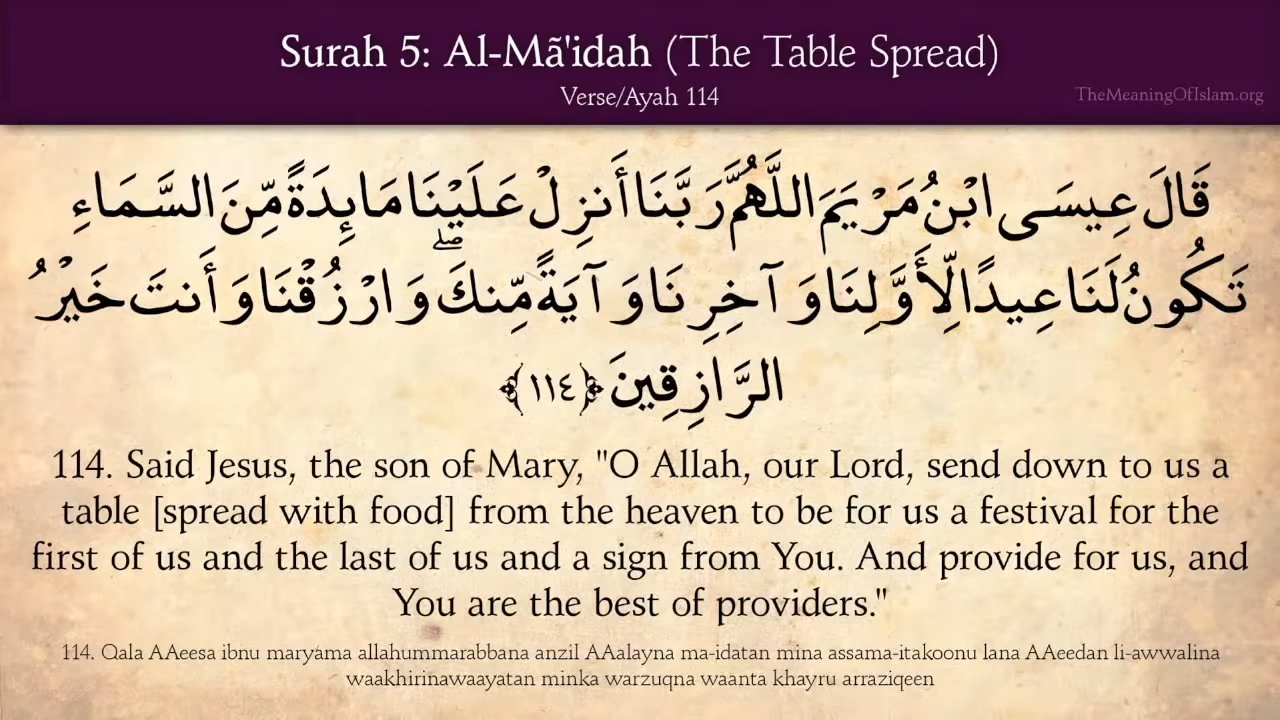 Surah 5: Al-Mã'idah (The Table Spread)
Verse/Ayah 114
TheMeaningOfIslam.org
قَالَ عِيسَى ابْنُ مَرْيَمَ اللَّهُمَّ رَبَّنَا أَنزِلْ عَلَيْنَا مَائِدَةً مِّنَ السَّمَاءِ
تَكُونُ لَنَا عِيدًا لِّأَوَّلِنَا وَآخِرِنَا وَآيَةً مِّنكَ ۖ وَارْزُقْنَا وَأَنتَ خَيْرُ
الرَّازِقِينَ ﴿١١٤﴾
114. Said Jesus, the son of Mary, "O Allah, our Lord, send down to us a
table [spread with food] from the heaven to be for us a festival for the
first of us and the last of us and a sign from You. And provide for us, and
You are the best of providers."
114. Qala AAeesa ibnu maryama allahummarabbana anzil AAalayna ma-idatan mina assama-itakoonu lana AAeedan li-awwalina
waakhirinawaayatan minka warzuqna waanta khayru arraziqeen